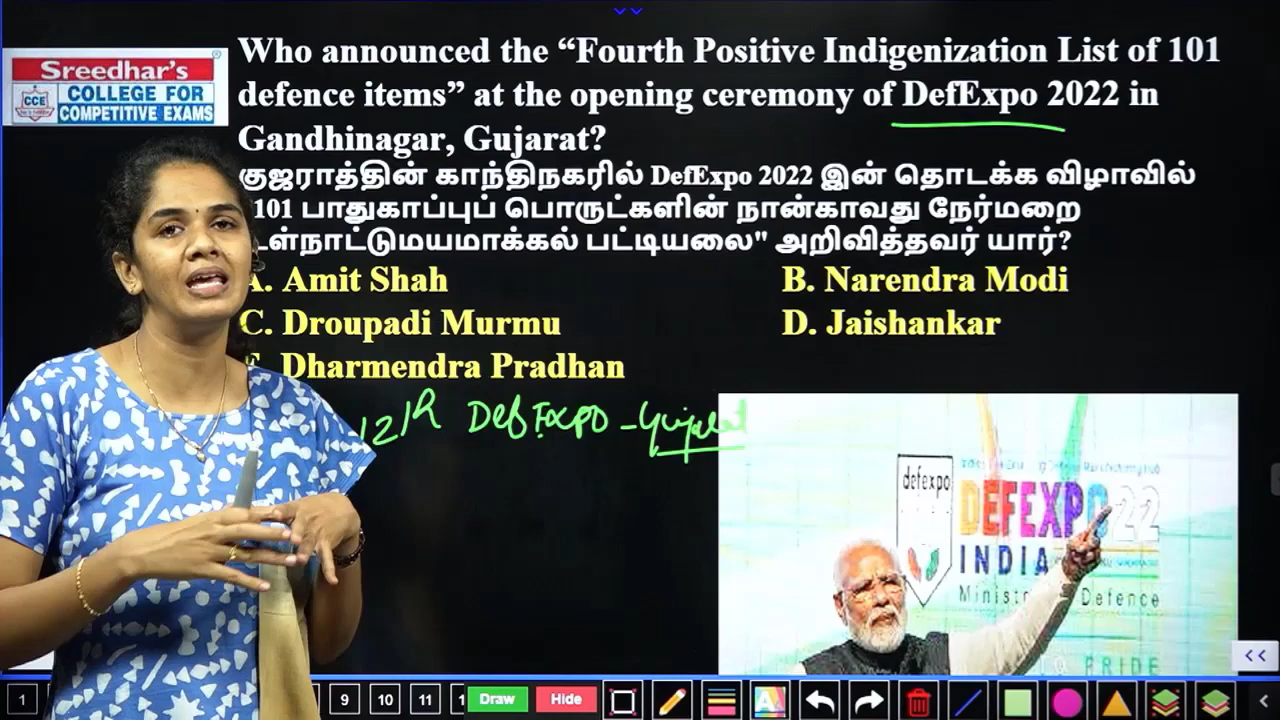 Sreedhar's
CCE
COLLEGE FOR
COMPETITIVE EXAMS
Who announced the “Fourth Positive Indigenization List of 101
defence items” at the opening ceremony of DefExpo 2022 in
Gandhinagar, Gujarat?
குஜராத்தின் காந்திநகரில் DefExpo 2022 இன் தொடக்க விழாவில்
101 பாதுகாப்புப் பொருட்களின் நான்காவது நேர்மறை
உள்நாட்டுமயமாக்கல் பட்டியலை" அறிவித்தவர் யார்?
A. Amit Shah
B. Narendra Modi
C. Droupadi Murmu
D. Jaishankar
E. Dharmendra Pradhan
12th DefExpo - Gujarat
defexpo
DEFEXPO 22
INDIA
Ministry Defence
PRIDE
1 9 10 11 1 Draw Hide